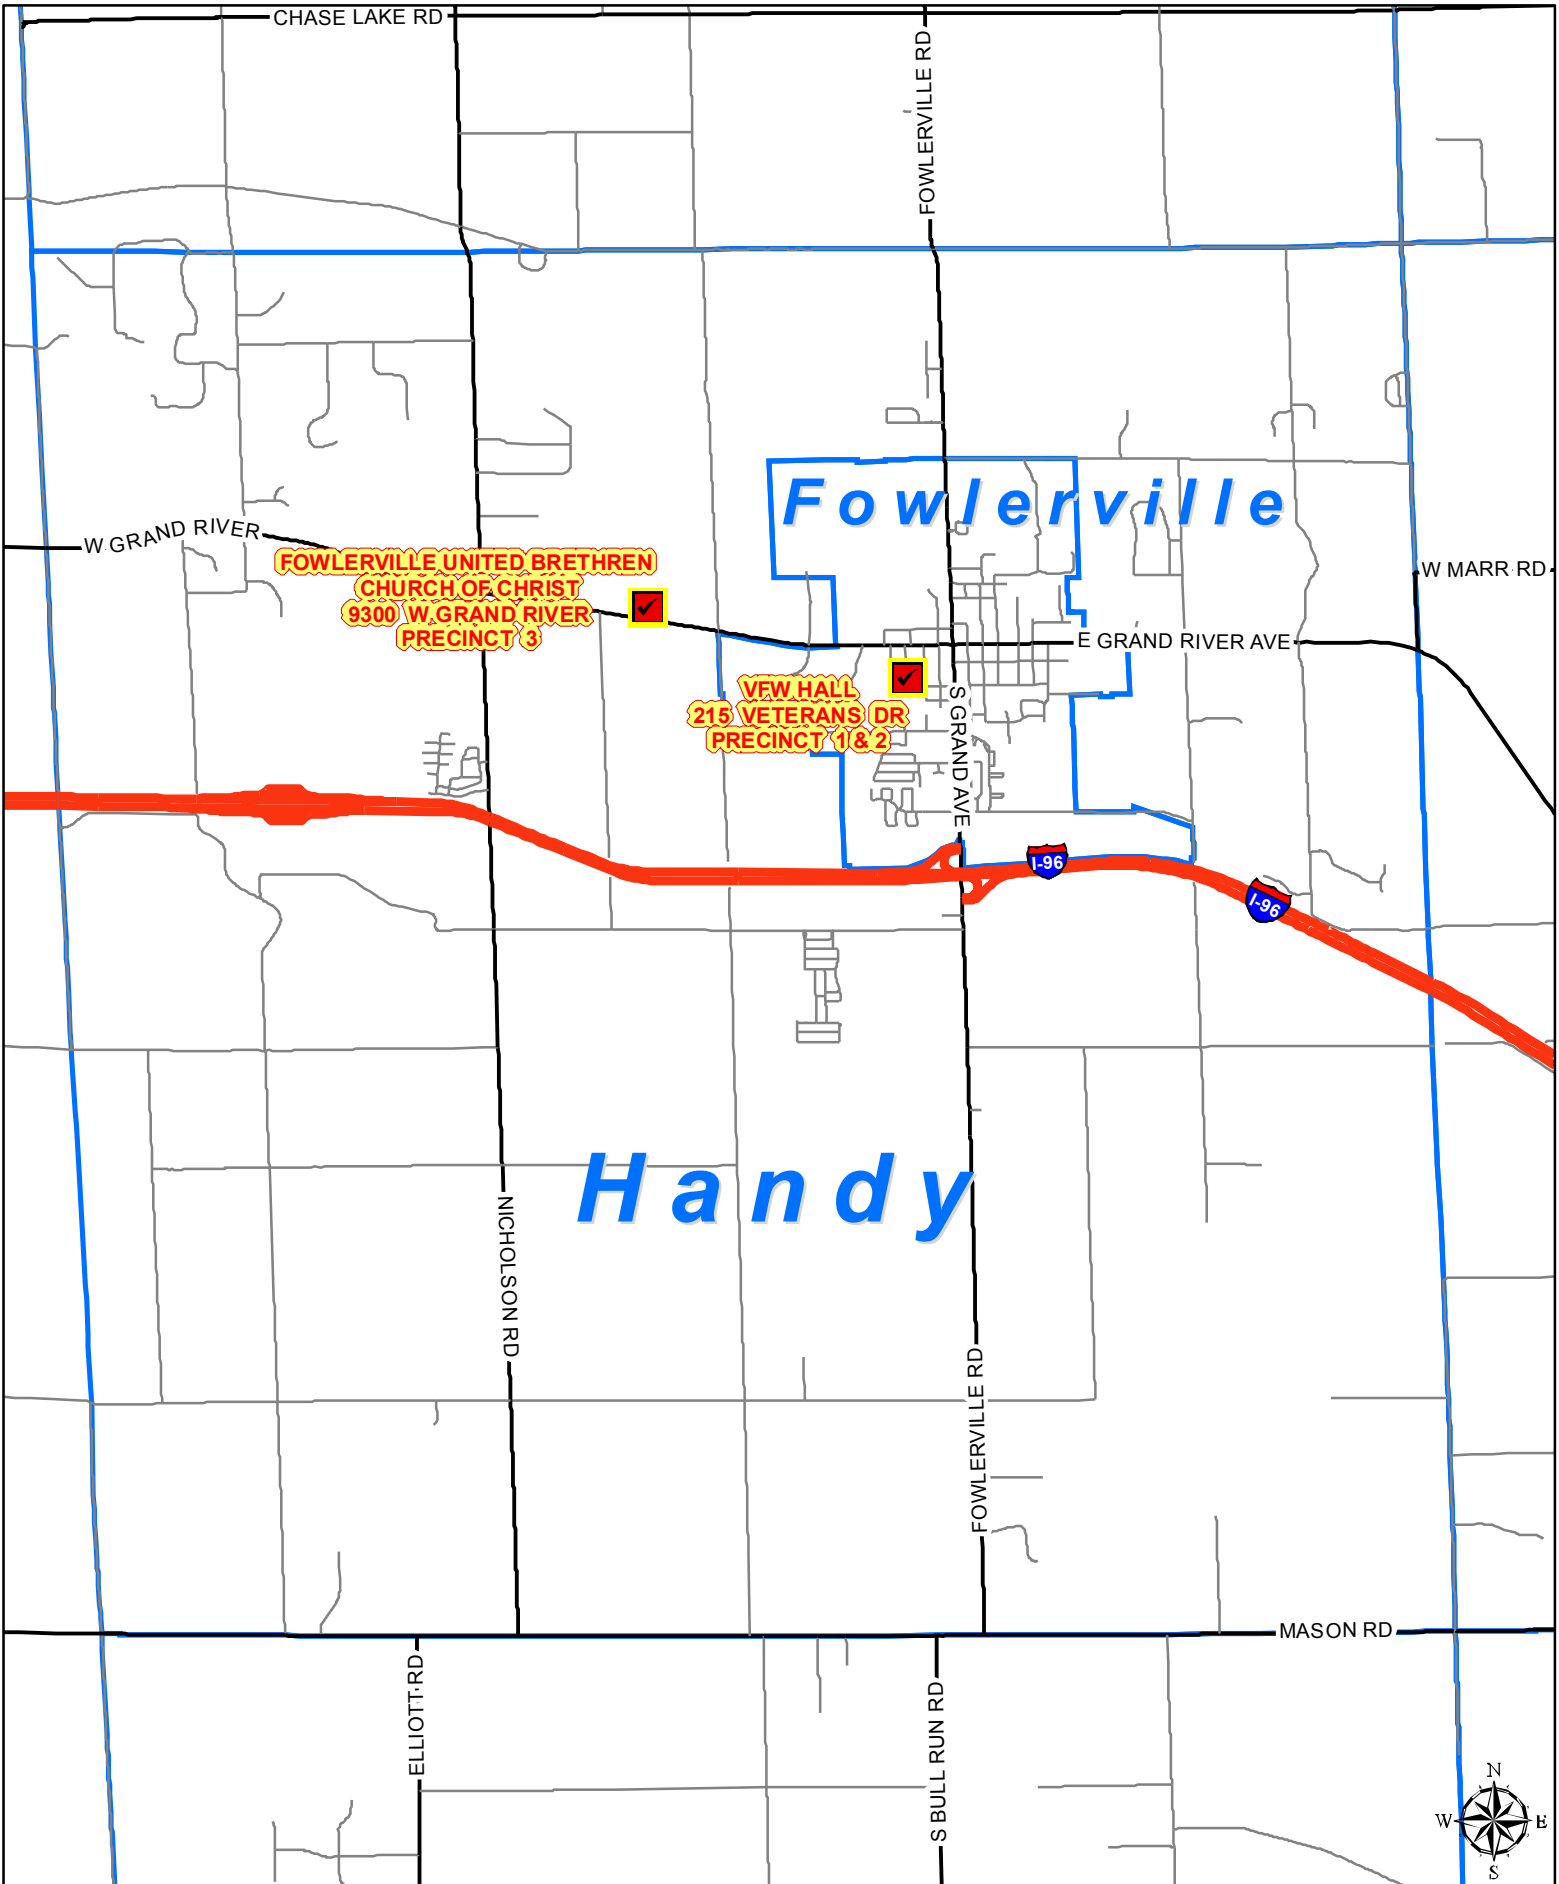 CHASE LAKE RD
FOWLERVILLE RD
Fowlerville
W GRAND RIVER
FOWLERVILLE UNITED BRETHREN
CHURCH OF CHRIST
9300 W GRAND RIVER
PRECINCT 3
W MARR RD
E GRAND RIVER AVE
VFW HALL
215 VETERANS DR
PRECINCT 1 & 2
S GRAND AVE
I-96
I-96
Handy
NICHOLSON RD
FOWLERVILLE RD
MASON RD
ELLIOTT RD
S BULL RUN RD
N
W E
S